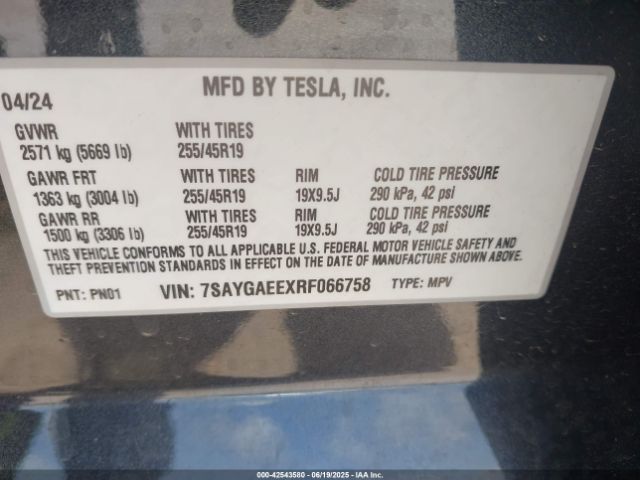 04/24 MFD BY TESLA, INC.
GVWR WITH TIRES
2571 kg (5669 lb) 255/45R19
GAWR FRT WITH TIRES RIM COLD TIRE PRESSURE
1363 kg (3004 lb) 255/45R19 19X9.5J 290 kPa, 42 psi
GAWR RR WITH TIRES RIM COLD TIRE PRESSURE
1500 kg (3306 lb) 255/45R19 19X9.5J 290 kPa, 42 psi
THIS VEHICLE CONFORMS TO ALL APPLICABLE U.S. FEDERAL MOTOR VEHICLE SAFETY AND
THEFT PREVENTION STANDARDS IN EFFECT ON THE DATE OF MANUFACTURE SHOWN ABOVE.
PNT: PN01 VIN: 7SAYGAEEXRF066758 TYPE: MPV
000-42543580 - 06/19/2025 - IAA Corp.